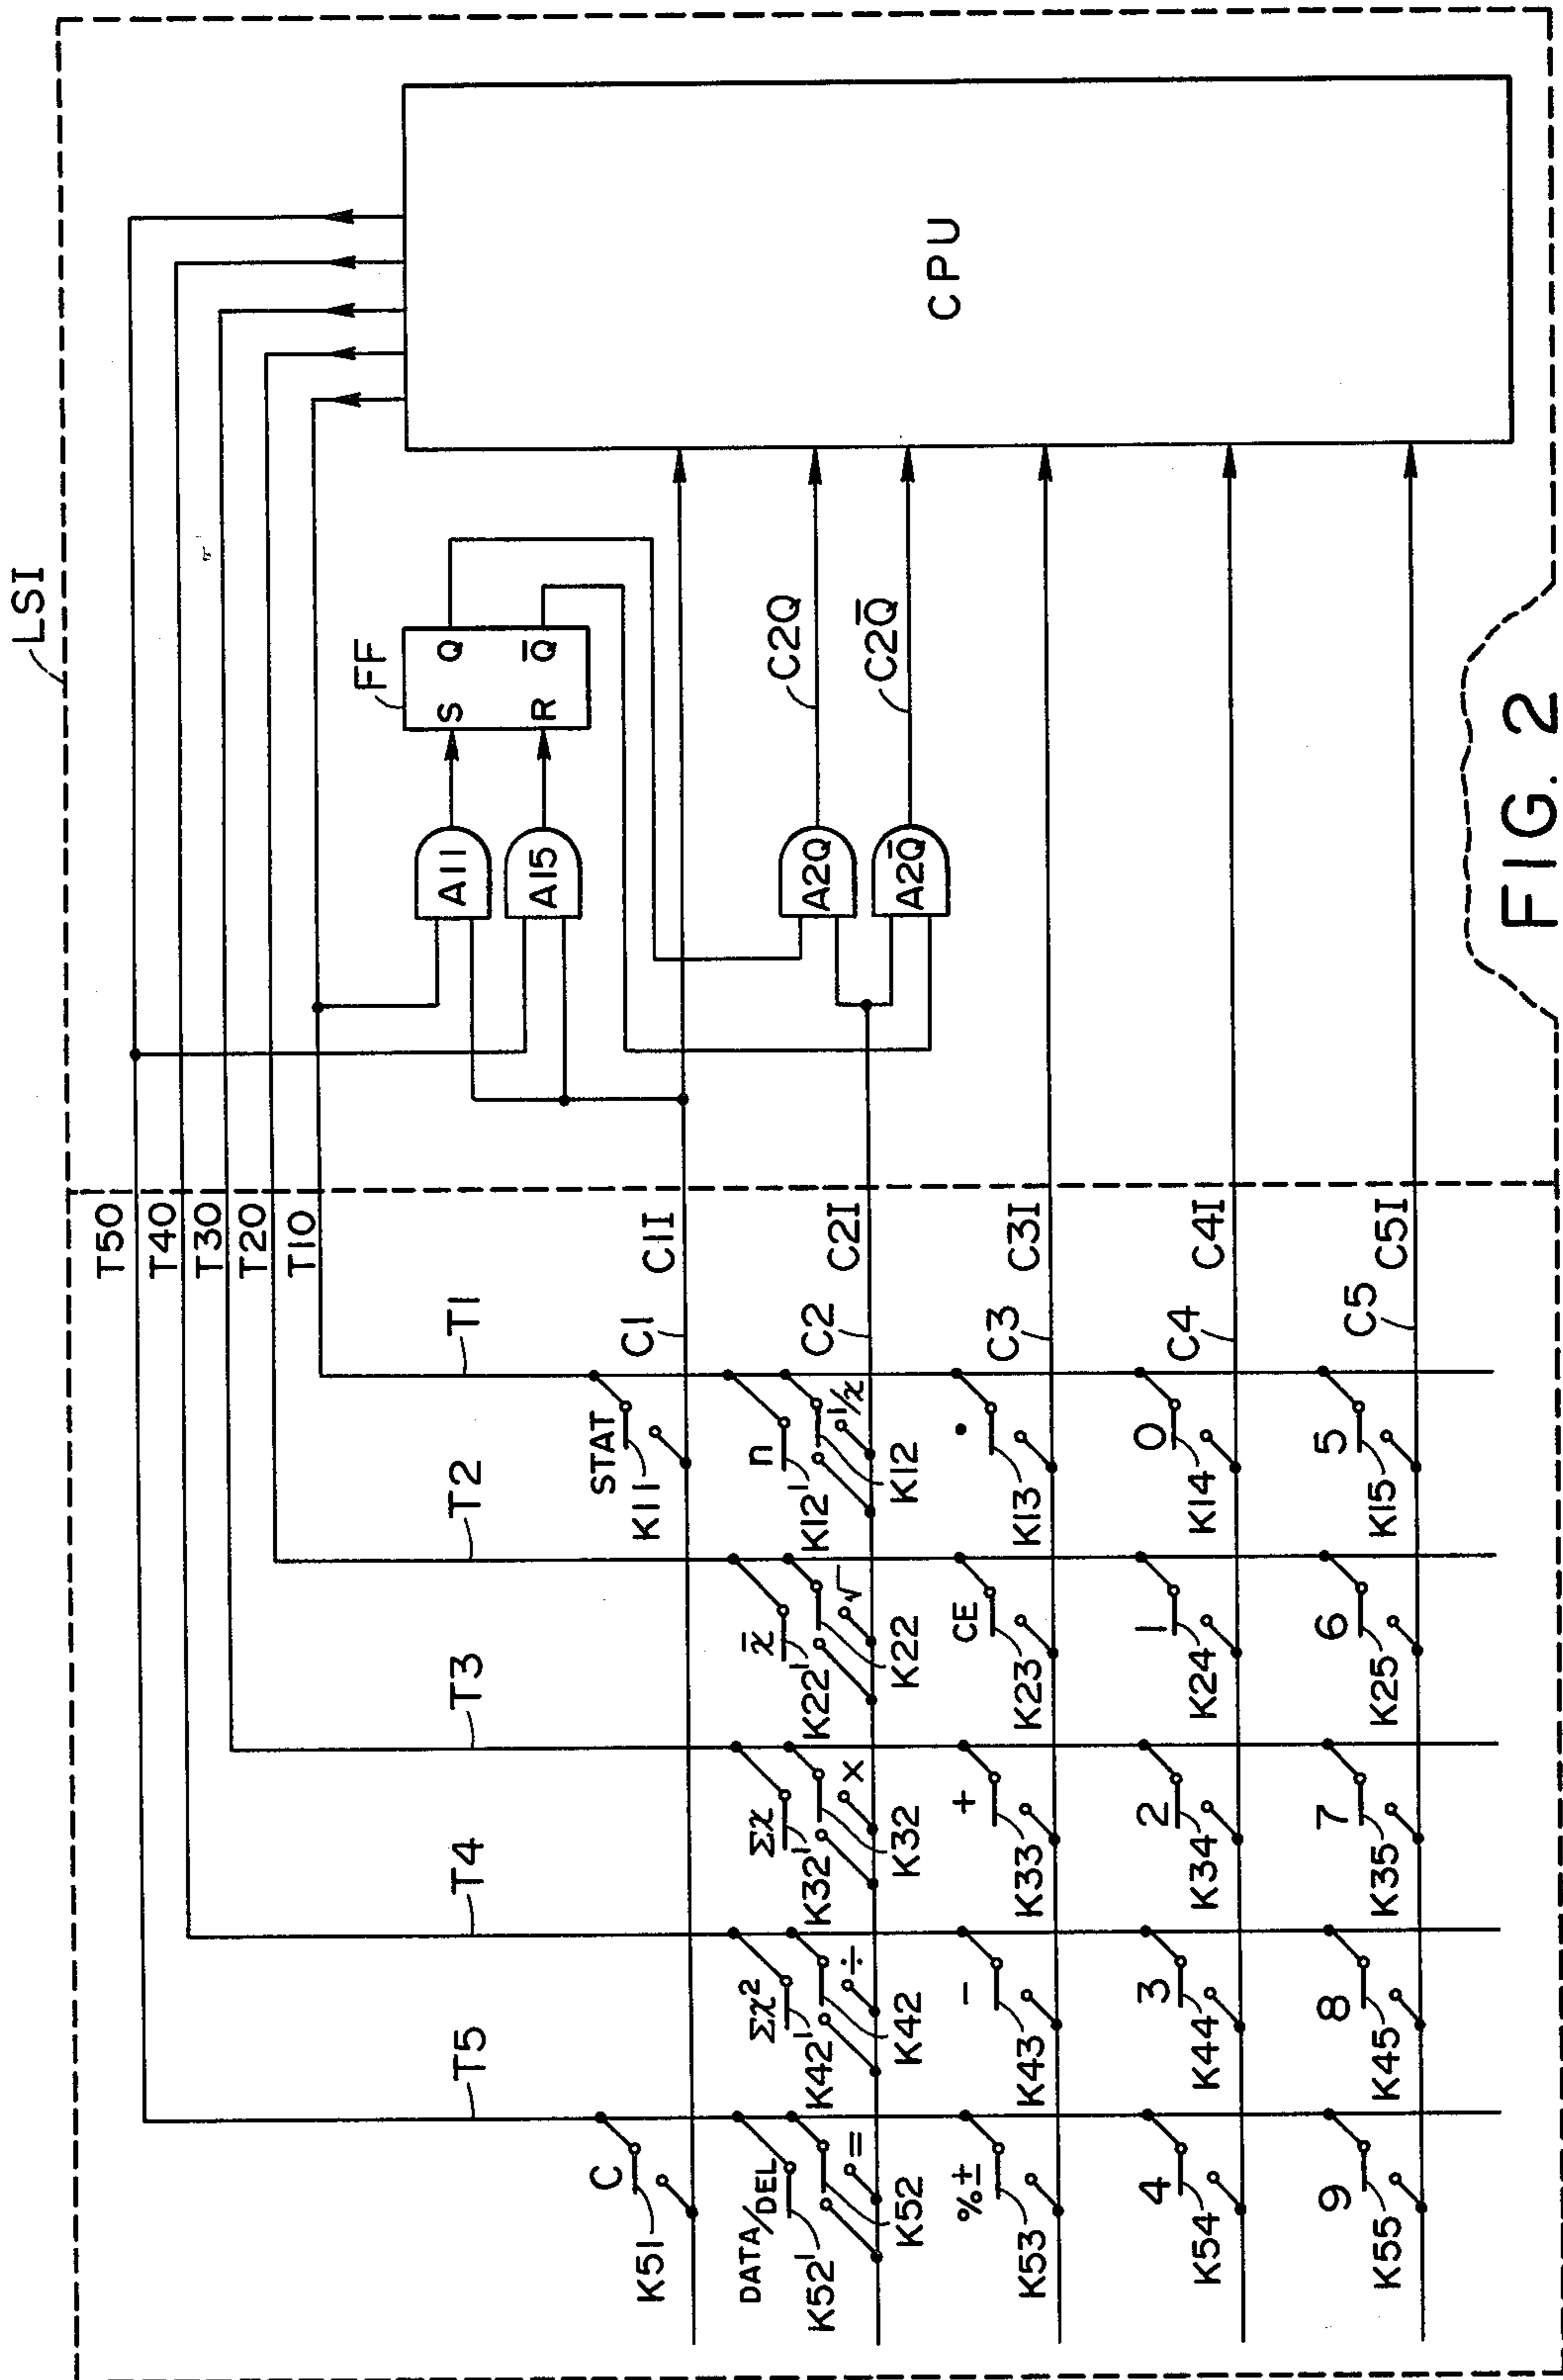 LSI
T50
T40
T30
T20
T10
FF
S Q
R Q̅
A11
A15
A2Q
A2Q̅
C2Q
C2Q̅
CPU
T5
T4
T3
T2
T1
C1 C1I
C2 C2I
C3 C3I
C4 C4I
C5 C5I
C
K51
STAT
K11
DATA/DEL
K52'
=
K52
Σx²
K42'
÷
K42
Σx
K32'
×
K32
x̄
K22'
√
K22
n
K12'
1/x
K12
%±
K53
-
K43
+
K33
CE
K23
•
K13
4
K54
3
K44
2
K34
1
K24
0
K14
9
K55
8
K45
7
K35
6
K25
5
K15
FIG. 2